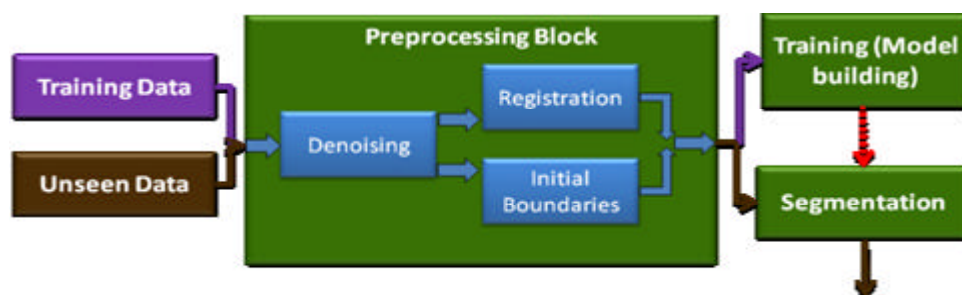 Preprocessing Block
Training Data
Unseen Data
Denoising
Registration
Initial
Boundaries
Training (Model
building)
Segmentation